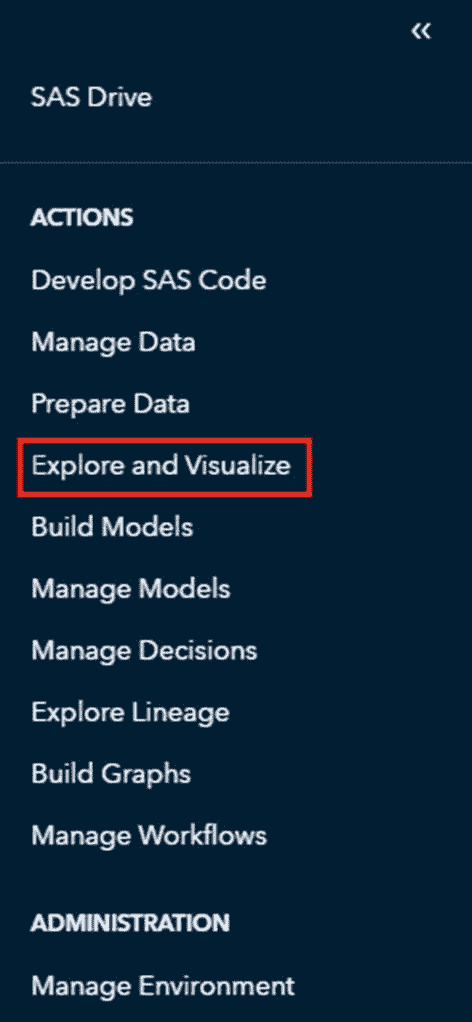 «
SAS Drive
ACTIONS
Develop SAS Code
Manage Data
Prepare Data
Explore and Visualize
Build Models
Manage Models
Manage Decisions
Explore Lineage
Build Graphs
Manage Workflows
ADMINISTRATION
Manage Environment